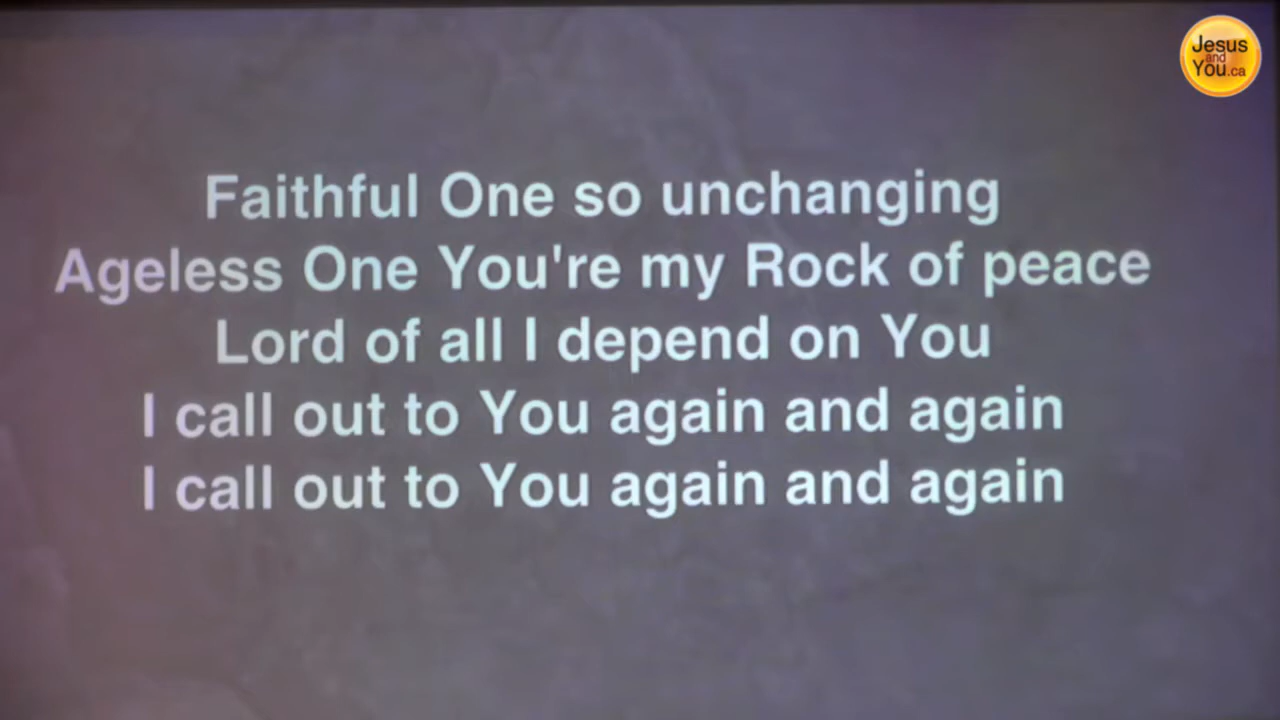 Jesus
and
You.ca
Faithful One so unchanging
Ageless One You're my Rock of peace
Lord of all I depend on You
I call out to You again and again
I call out to You again and again